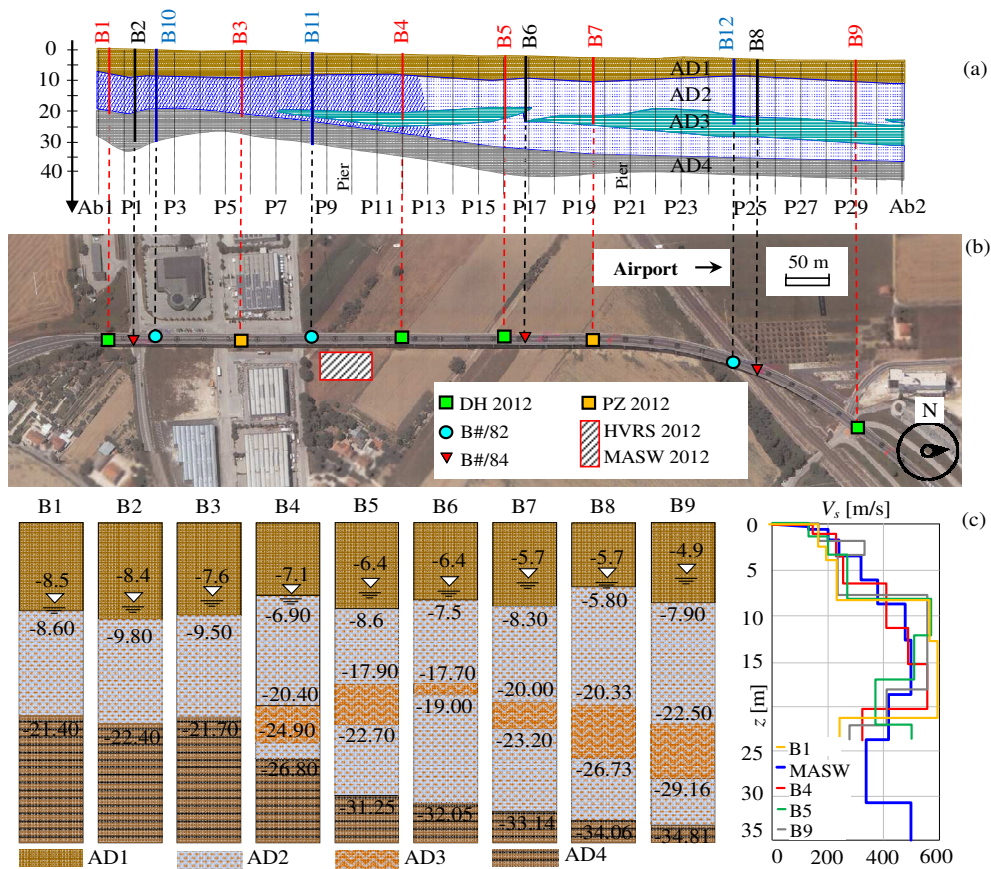 B1 B2 B10 B3 B11 B4 B5 B6 B7 B12 B8 B9
0
10
20
30
40
AD1
AD2
AD3
AD4
Pier
Pier
(a)
Ab1 P1 P3 P5 P7 P9 P11 P13 P15 P17 P19 P21 P23 P25 P27 P29 Ab2
(b)
Airport
50 m
DH 2012
PZ 2012
B#/82
HVRS 2012
B#/84
MASW 2012
N
B1 B2 B3 B4 B5 B6 B7 B8 B9
-8.5 -8.4 -7.6 -7.1 -6.4 -6.4 -5.7 -5.7 -4.9
-8.60 -9.80 -9.50 -6.90 -8.6 -7.5 -8.30 -5.80 -7.90
-21.40 -22.40 -21.70 -20.40 -17.90 -17.70 -20.00 -20.33 -22.50
-24.90 -22.70 -19.00 -23.20 -26.73 -29.16
-26.80 -31.25 -32.05 -33.14 -34.06 -34.81
AD1 AD2 AD3 AD4
Vs [m/s]
(c)
0
5
10
15
z [m]
25
30
35
0 200 400 600
B1
MASW
B4
B5
B9